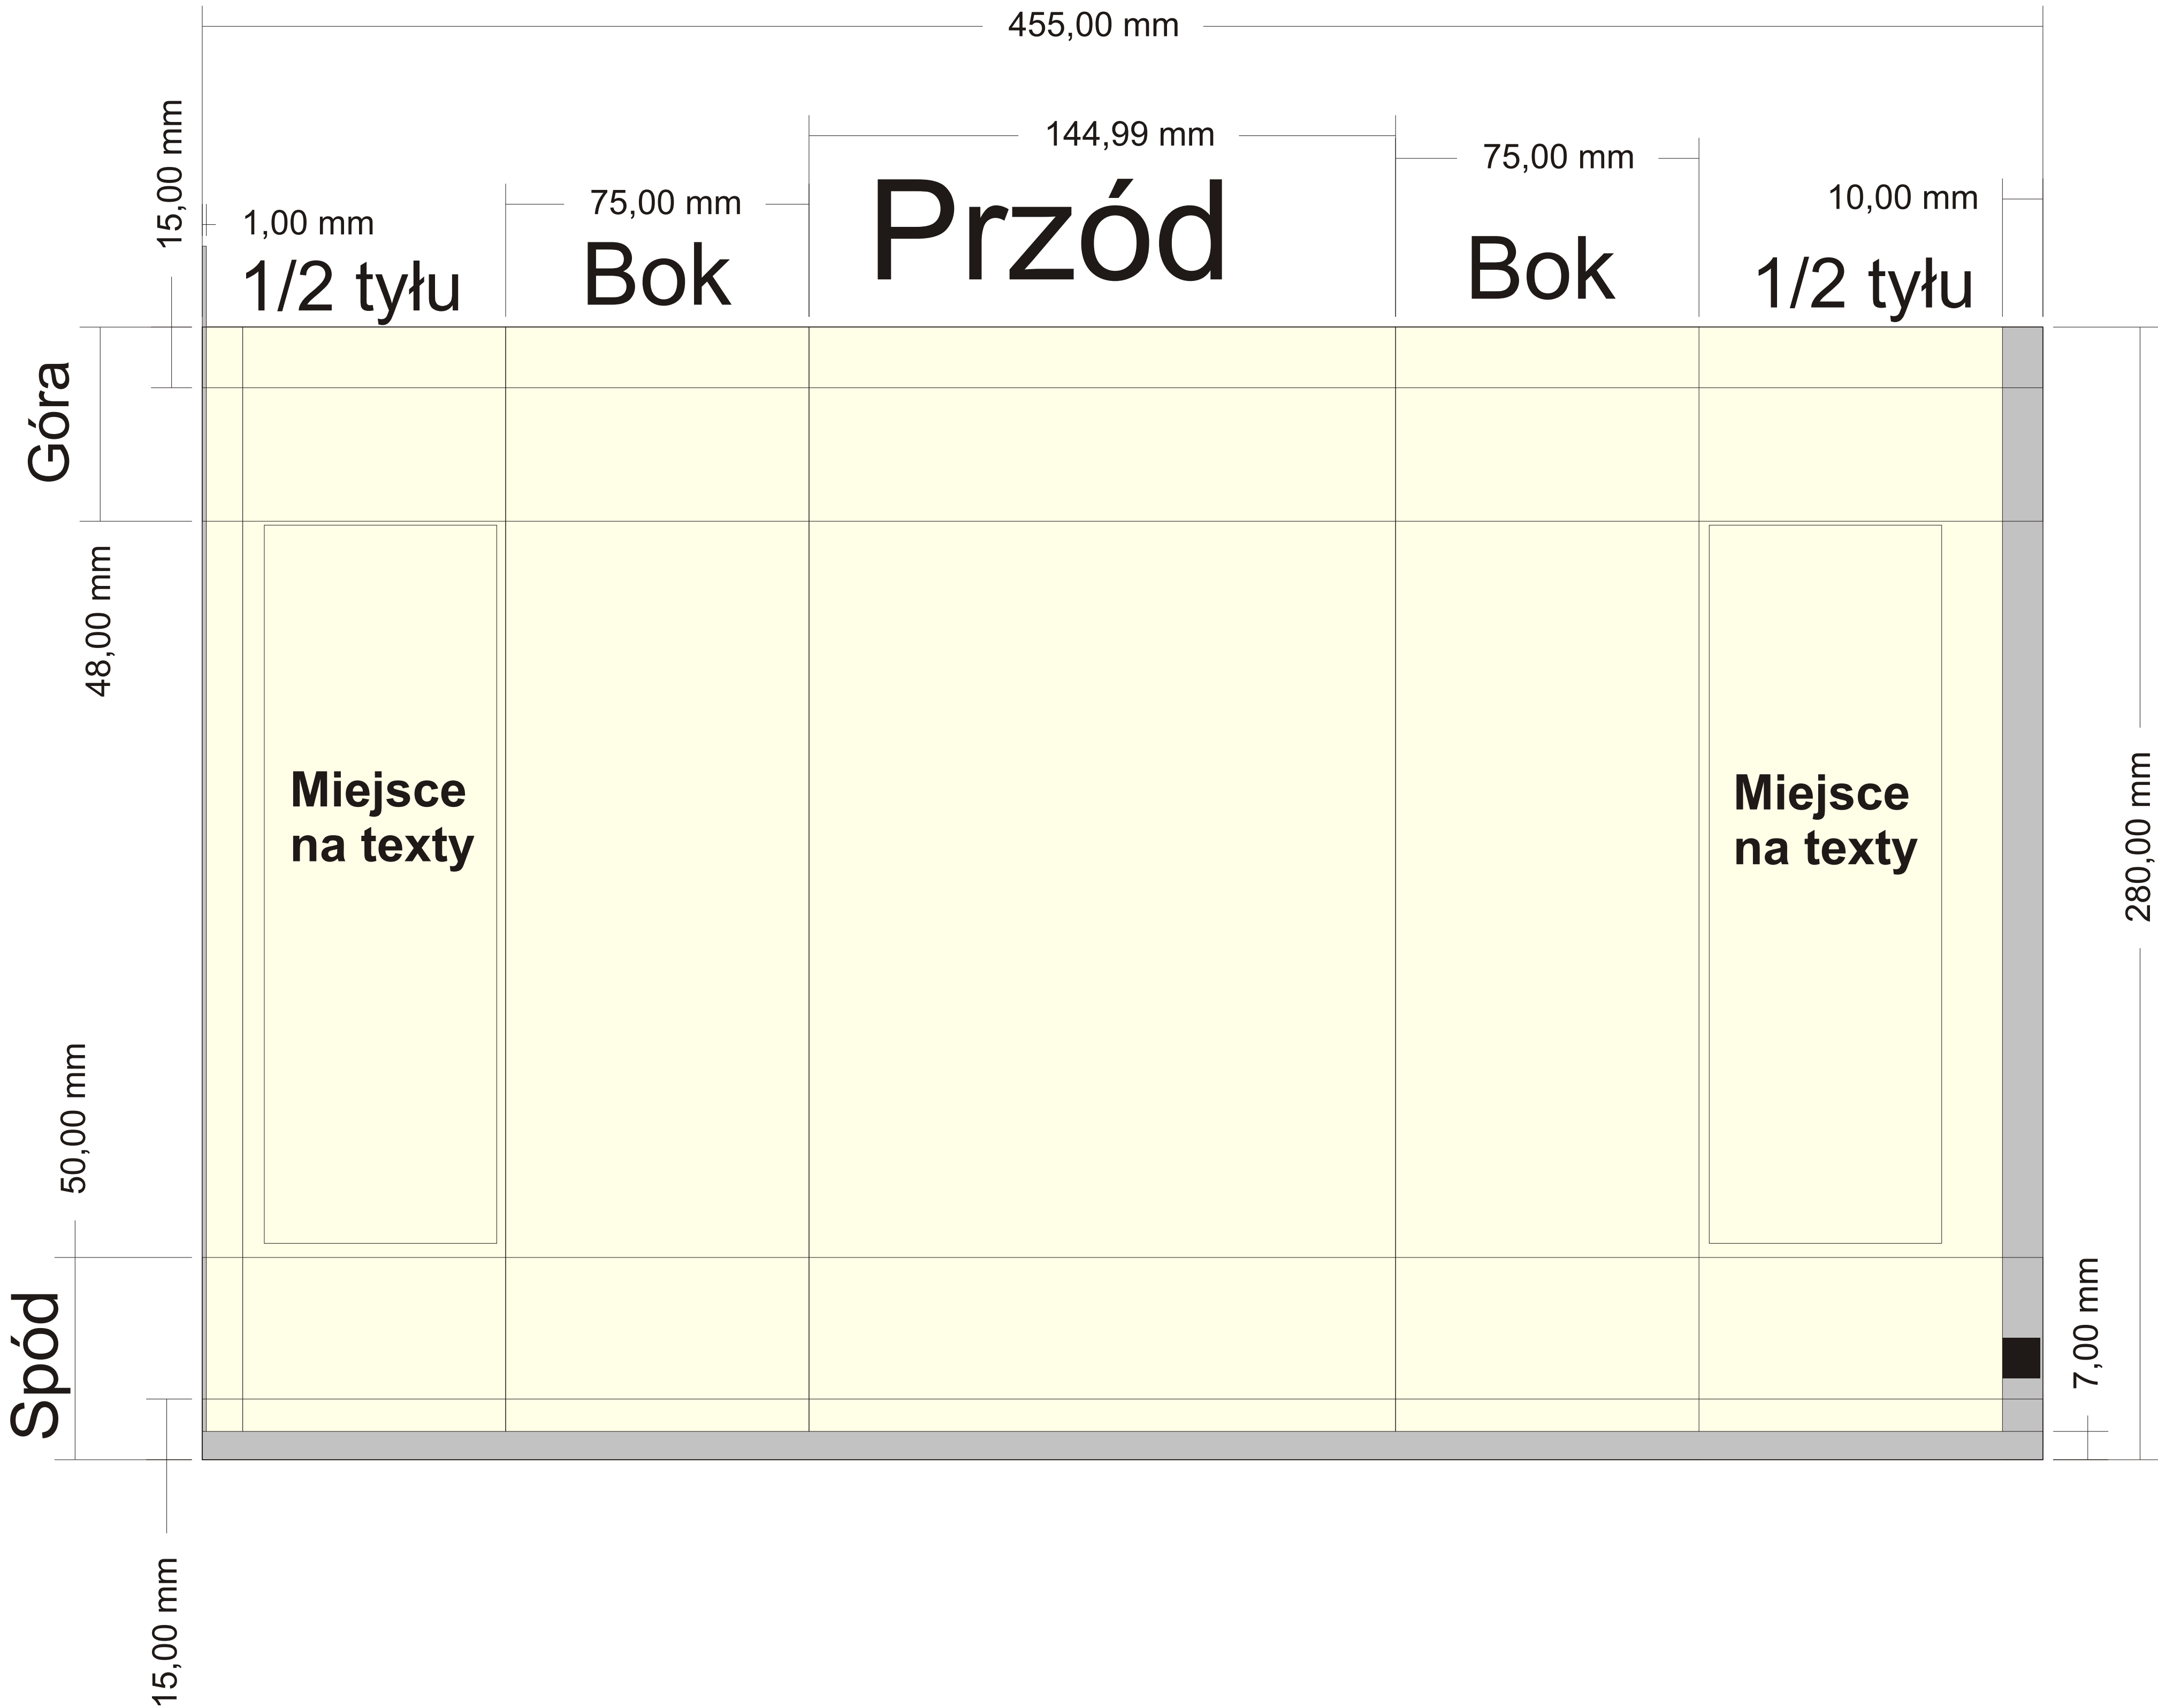 455,00 mm
144,99 mm
75,00 mm
15,00 mm
10,00 mm
75,00 mm
1,00 mm
Przód
Bok
Bok
1/2 tyłu
1/2 tyłu
Góra
48,00 mm
Miejsce
na texty
Miejsce
na texty
280,00 mm
50,00 mm
7,00 mm
Spód
15,00 mm